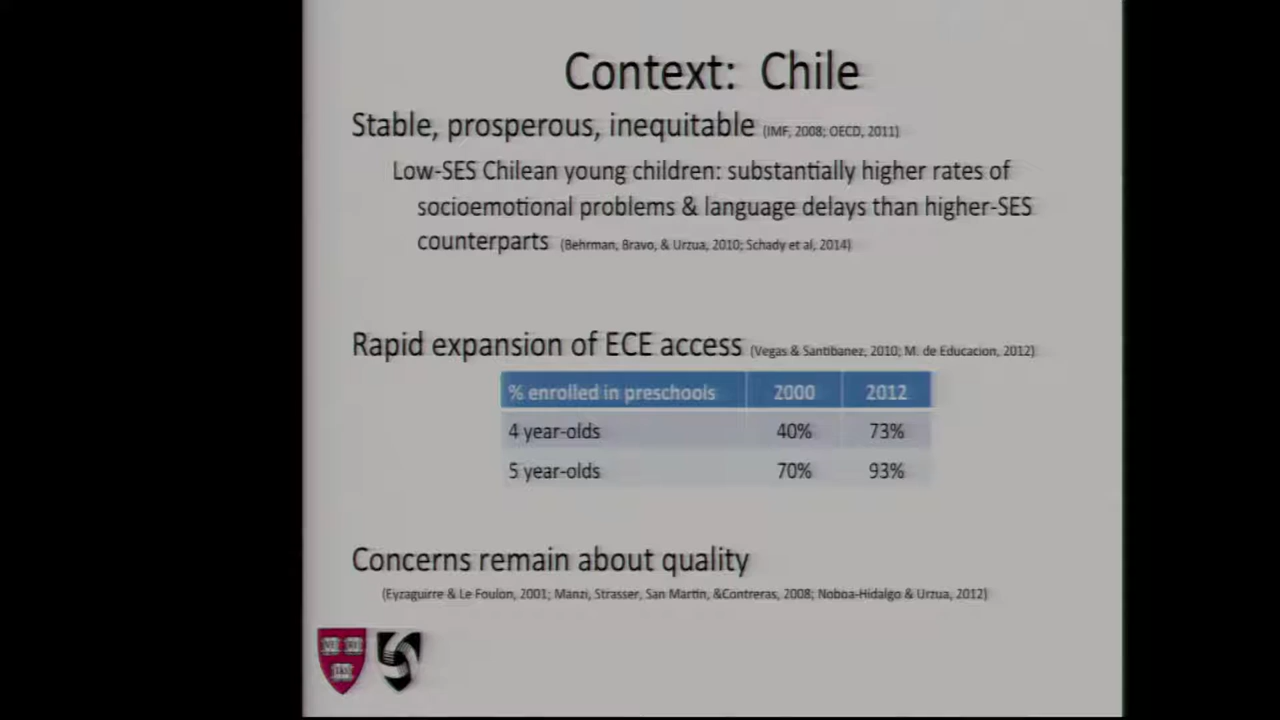 Context: Chile
Stable, prosperous, inequitable (IMF, 2008; OECD, 2011)
Low-SES Chilean young children: substantially higher rates of
socioemotional problems & language delays than higher-SES
counterparts (Behrman, Bravo, & Urzua, 2010; Schady et al, 2014)
Rapid expansion of ECE access (Vegas & Santibanez, 2010; M. de Educacion, 2012)
% enrolled in preschools 2000 2012
4 year-olds 40% 73%
5 year-olds 70% 93%
Concerns remain about quality
(Eyzaguirre & Le Foulon, 2001; Manzi, Strasser, San Martin, &Contreras, 2008; Noboa-Hidalgo & Urzua, 2012)